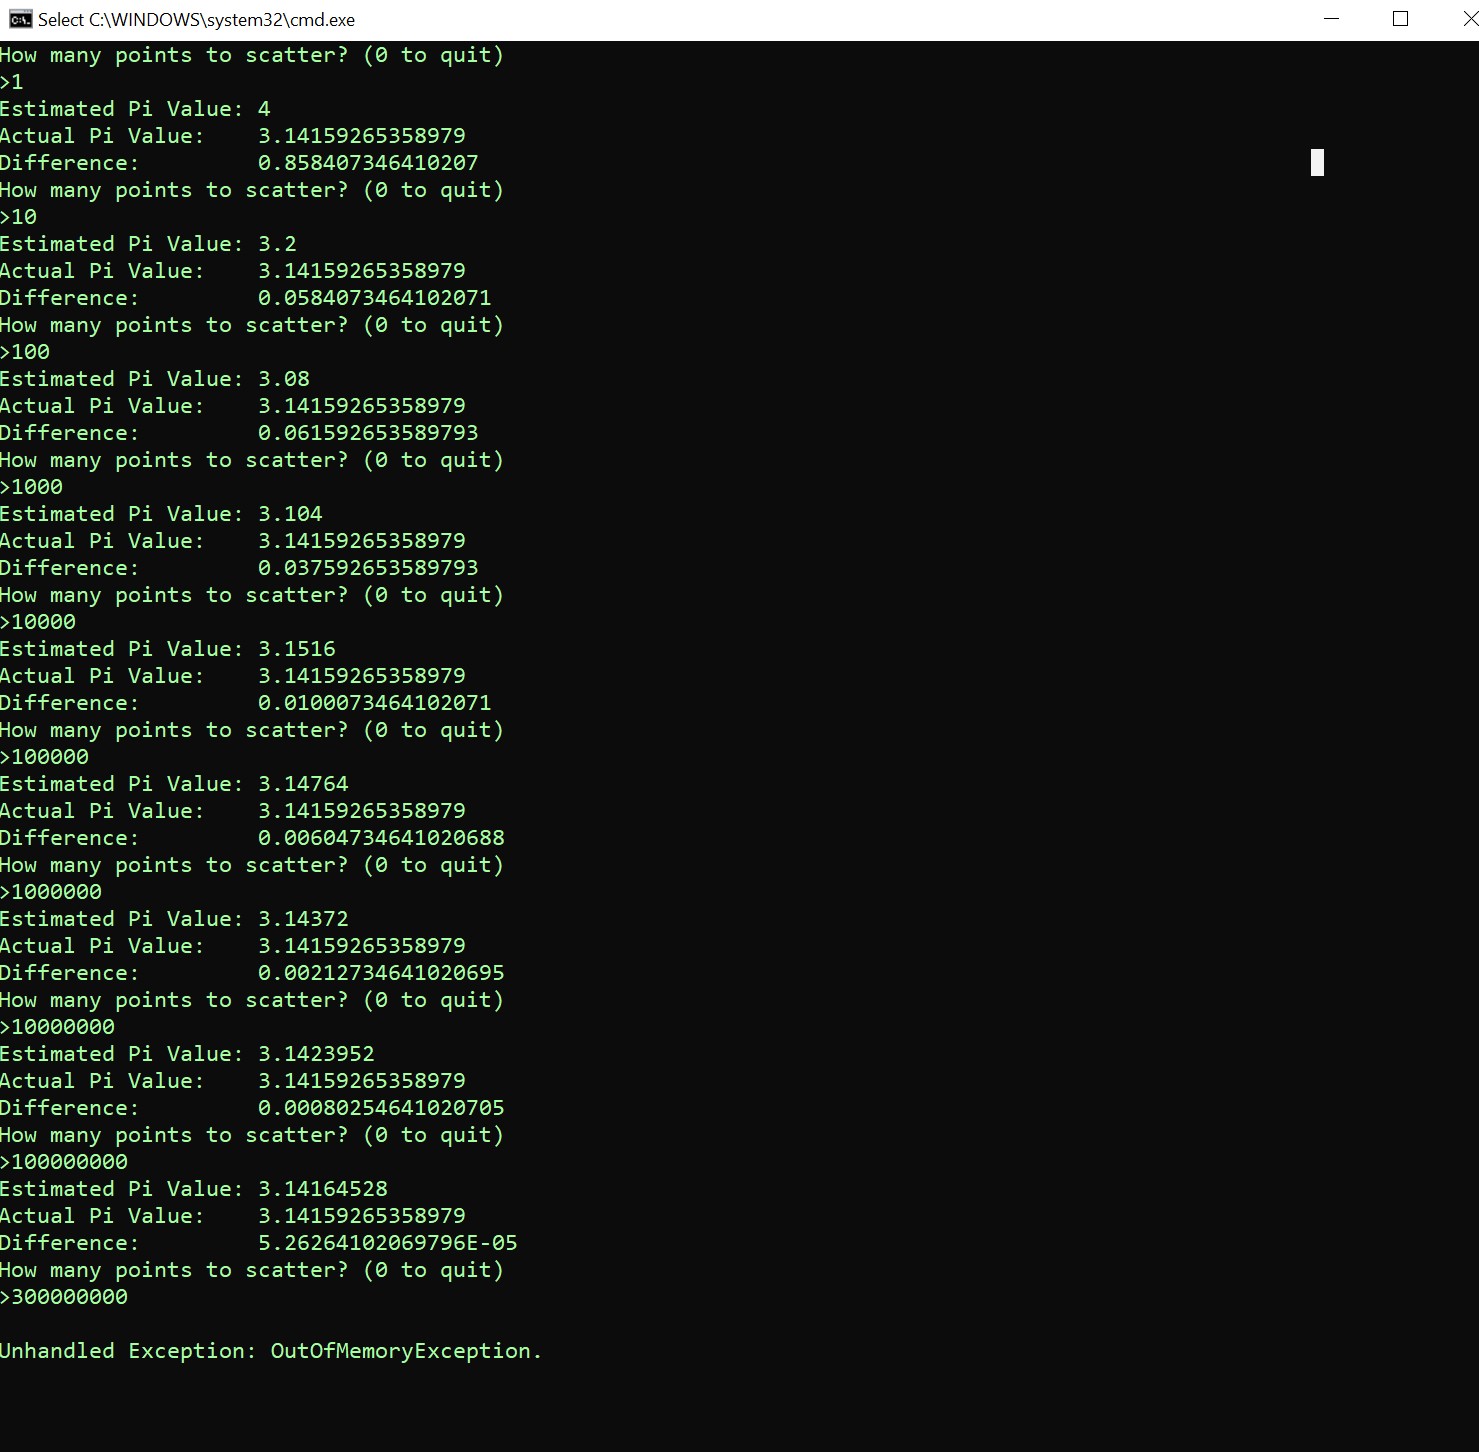 Select C:\WINDOWS\system32\cmd.exe
How many points to scatter? (0 to quit)
>1
Estimated Pi Value: 4
Actual Pi Value:    3.14159265358979
Difference:         0.858407346410207
How many points to scatter? (0 to quit)
>10
Estimated Pi Value: 3.2
Actual Pi Value:    3.14159265358979
Difference:         0.0584073464102071
How many points to scatter? (0 to quit)
>100
Estimated Pi Value: 3.08
Actual Pi Value:    3.14159265358979
Difference:         0.061592653589793
How many points to scatter? (0 to quit)
>1000
Estimated Pi Value: 3.104
Actual Pi Value:    3.14159265358979
Difference:         0.037592653589793
How many points to scatter? (0 to quit)
>10000
Estimated Pi Value: 3.1516
Actual Pi Value:    3.14159265358979
Difference:         0.0100073464102071
How many points to scatter? (0 to quit)
>100000
Estimated Pi Value: 3.14764
Actual Pi Value:    3.14159265358979
Difference:         0.00604734641020688
How many points to scatter? (0 to quit)
>1000000
Estimated Pi Value: 3.14372
Actual Pi Value:    3.14159265358979
Difference:         0.00212734641020695
How many points to scatter? (0 to quit)
>10000000
Estimated Pi Value: 3.1423952
Actual Pi Value:    3.14159265358979
Difference:         0.00080254641020705
How many points to scatter? (0 to quit)
>100000000
Estimated Pi Value: 3.14164528
Actual Pi Value:    3.14159265358979
Difference:         5.26264102069796E-05
How many points to scatter? (0 to quit)
>300000000
Unhandled Exception: OutOfMemoryException.